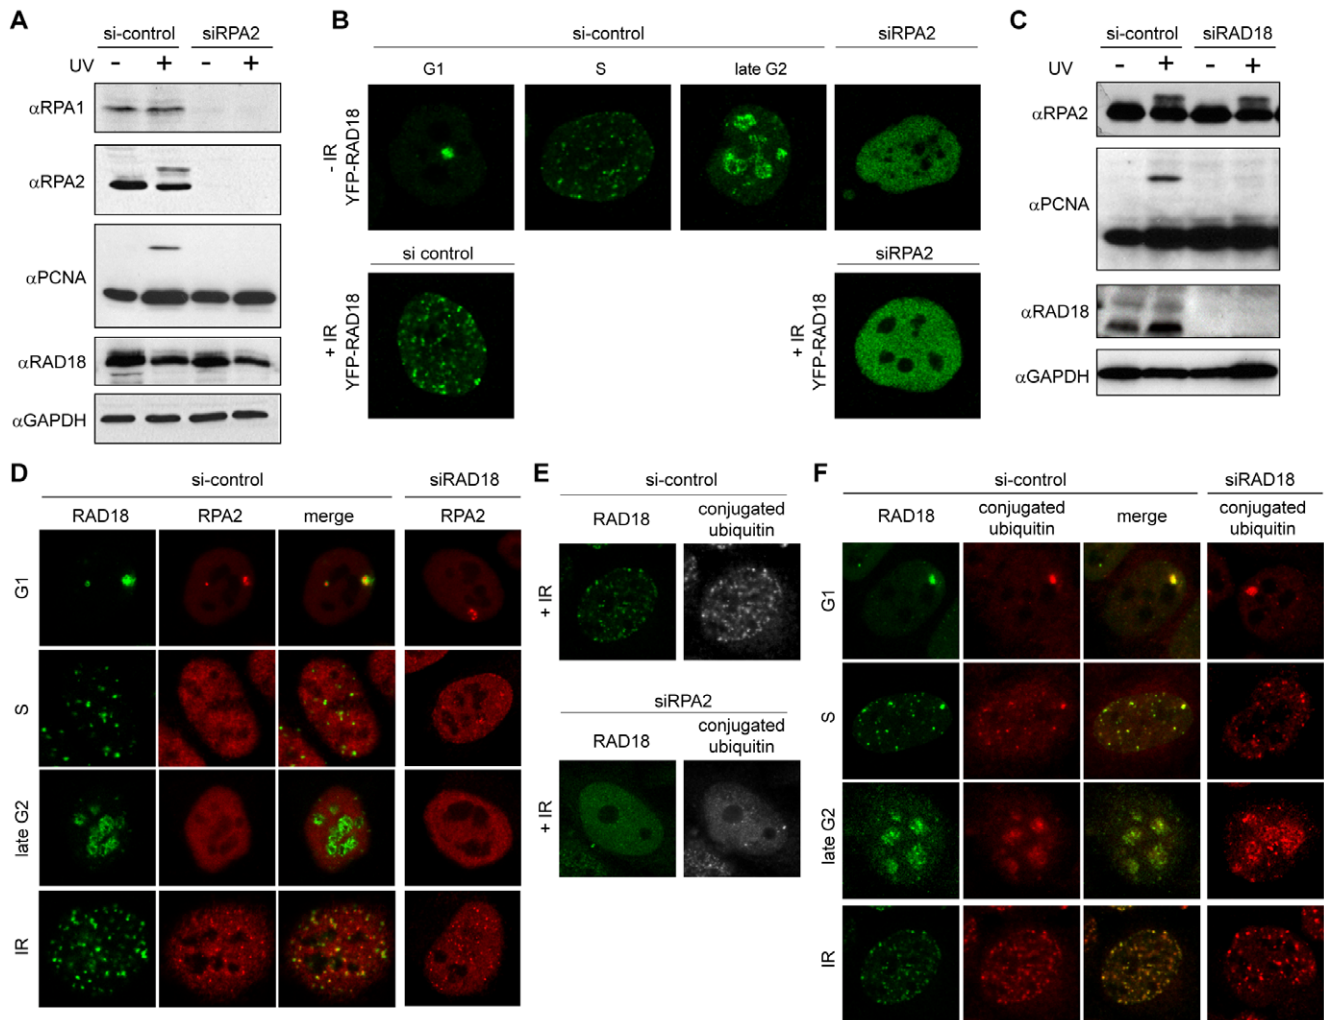 A
si-control siRPA2
UV - + - +
αRPA1
αRPA2
αPCNA
αRAD18
αGAPDH
B
si-control siRPA2
G1 S late G2
- IR
YFP-RAD18
si control siRPA2
+ IR
YFP-RAD18
+ IR
YFP-RAD18
C
si-control siRAD18
UV - + - +
αRPA2
αPCNA
αRAD18
αGAPDH
D
si-control siRAD18
RAD18 RPA2 merge RPA2
G1
S
late G2
IR
E
si-control
RAD18 conjugated
ubiquitin
+ IR
siRPA2
RAD18 conjugated
ubiquitin
+ IR
F
si-control siRAD18
RAD18 conjugated merge conjugated
ubiquitin ubiquitin
G1
S
late G2
IR